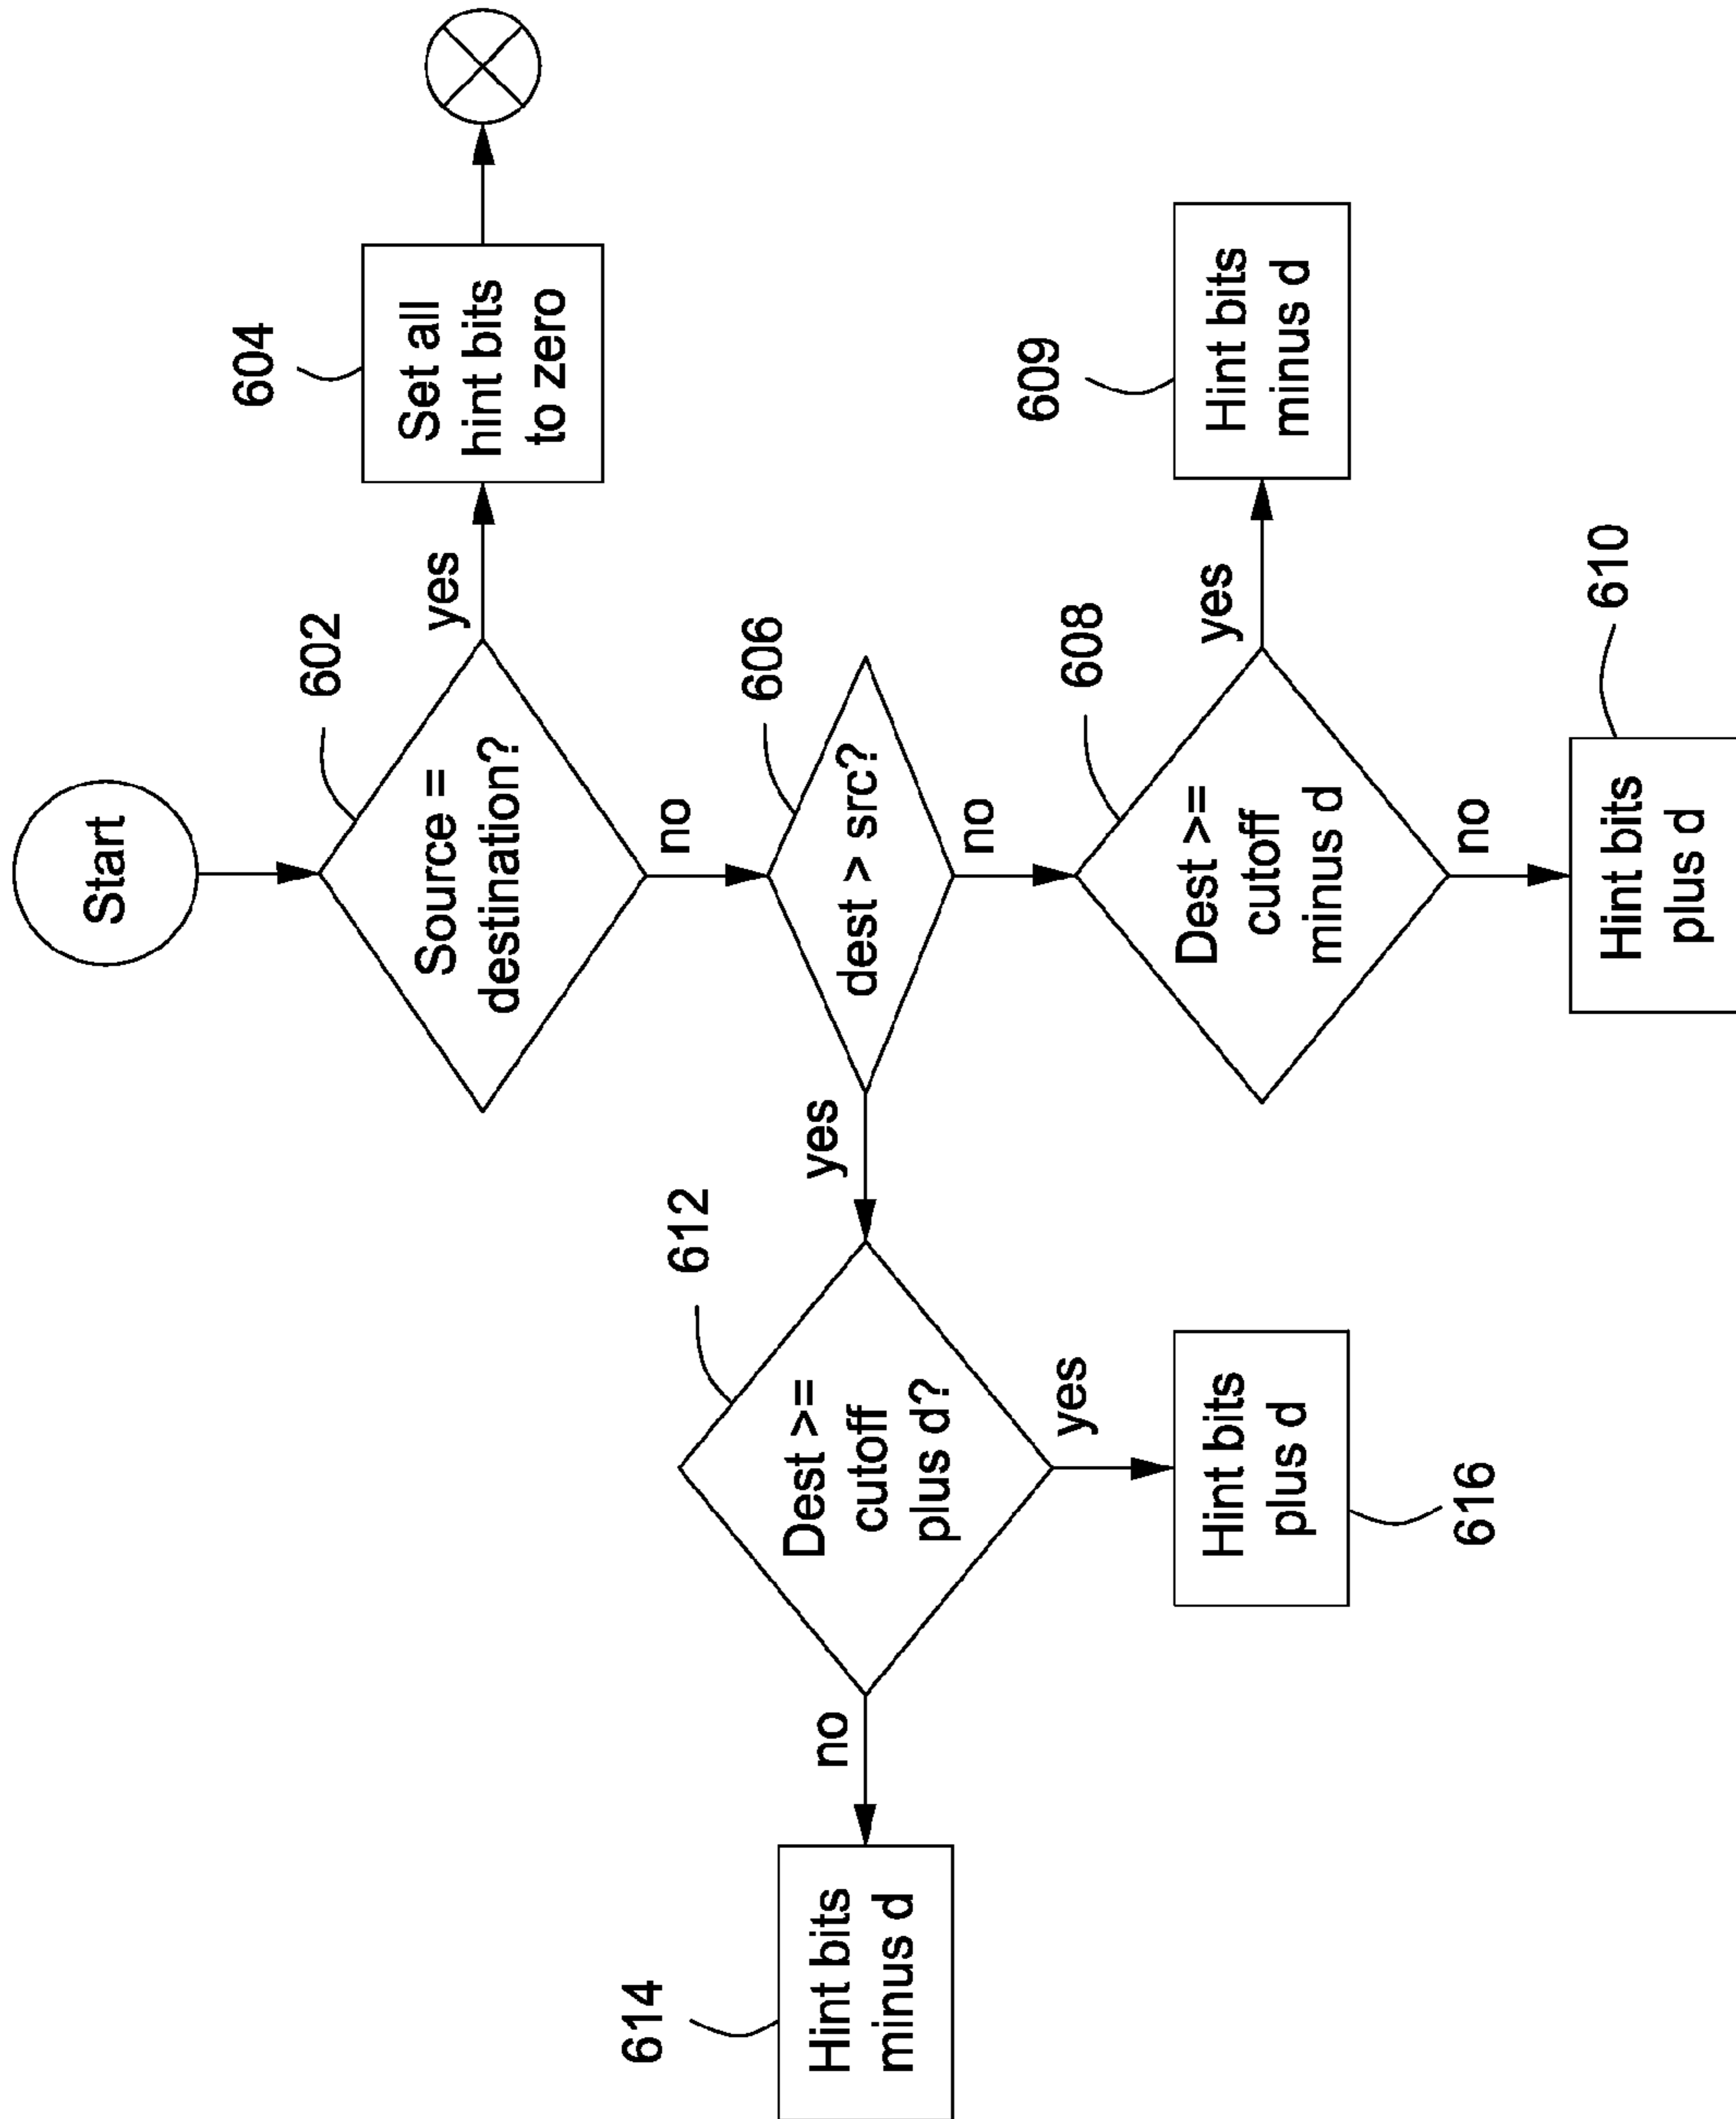 Start
602
Source =
destination?
yes
604
Set all
hint bits
to zero
no
606
dest > src?
yes
no
612
Dest >=
cutoff
plus d?
no
614
Hint bits
minus d
yes
Hint bits
plus d
616
608
Dest >=
cutoff
minus d
yes
609
Hint bits
minus d
no
610
Hint bits
plus d